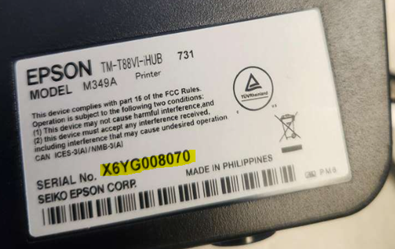 EPSON TM-T88VI-iHUB 731
MODEL M349A Printer
This device complies with part 15 of the FCC Rules.
Operation is subject to the following two conditions:
(1) This device may not cause harmful interference,and
(2) this device must accept any interference received,
including interference that may cause undesired operation.
CAN ICES-3(A)/NMB-3(A)
TÜVRheinland
SERIAL No. X6YG008070
SEIKO EPSON CORP. MADE IN PHILIPPINES